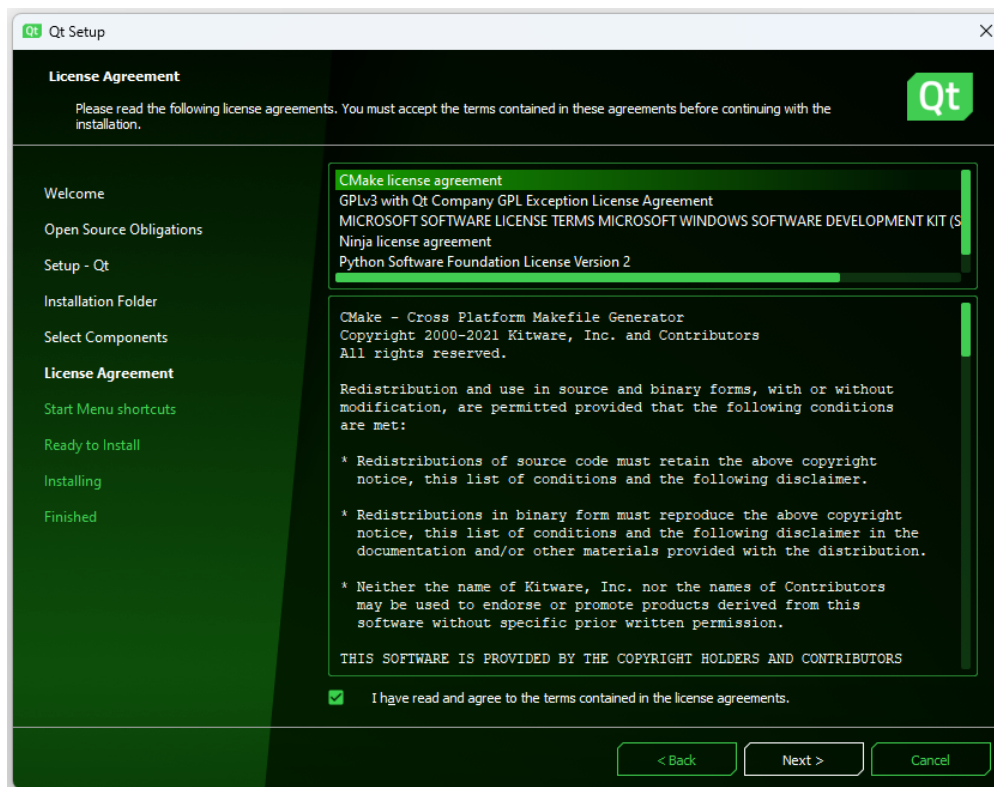 Qt Qt Setup
License Agreement
Please read the following license agreements. You must accept the terms contained in these agreements before continuing with the
installation.
Qt
Welcome
Open Source Obligations
Setup - Qt
Installation Folder
Select Components
License Agreement
Start Menu shortcuts
Ready to Install
Installing
Finished
CMake license agreement
GPLv3 with Qt Company GPL Exception License Agreement
MICROSOFT SOFTWARE LICENSE TERMS MICROSOFT WINDOWS SOFTWARE DEVELOPMENT KIT (S
Ninja license agreement
Python Software Foundation License Version 2
CMake - Cross Platform Makefile Generator
Copyright 2000-2021 Kitware, Inc. and Contributors
All rights reserved.
Redistribution and use in source and binary forms, with or without
modification, are permitted provided that the following conditions
are met:
* Redistributions of source code must retain the above copyright
notice, this list of conditions and the following disclaimer.
* Redistributions in binary form must reproduce the above copyright
notice, this list of conditions and the following disclaimer in the
documentation and/or other materials provided with the distribution.
* Neither the name of Kitware, Inc. nor the names of Contributors
may be used to endorse or promote products derived from this
software without specific prior written permission.
THIS SOFTWARE IS PROVIDED BY THE COPYRIGHT HOLDERS AND CONTRIBUTORS
I have read and agree to the terms contained in the license agreements.
< Back
Next >
Cancel